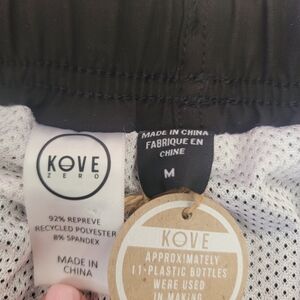 KOVE
ZERO
92% REPREVE
RECYCLED POLYESTER
8% SPANDEX
MADE IN
CHINA
MADE IN CHINA
FABRIQUE EN
CHINE
M
KOVE
APPROXIMATELY
11-PLASTIC BOTTLES
WERE USED
IN MAKING